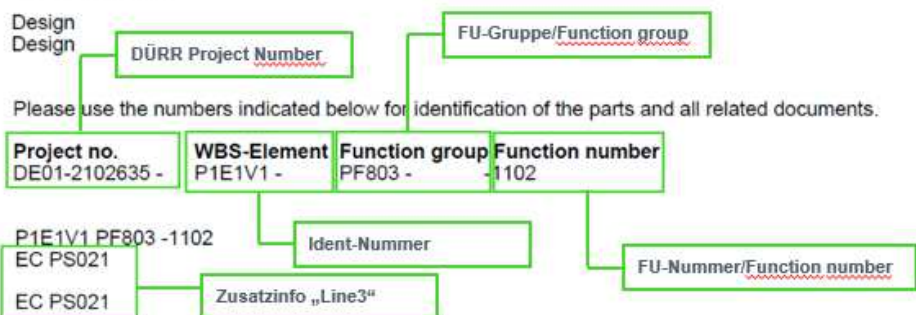 Design
Design
DÜRR Project Number
FU-Gruppe/Function group
Please use the numbers indicated below for identification of the parts and all related documents.
Project no. WBS-Element Function group Function number
DE01-2102635 - P1E1V1 - PF803 - -1102
P1E1V1 PF803 -1102
Ident-Nummer
EC PS021
FU-Nummer/Function number
EC PS021
Zusatzinfo „Line3“